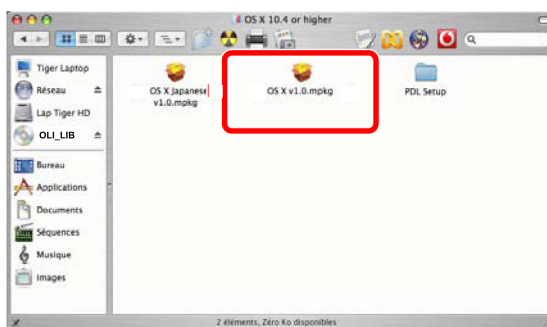 OS X 10.4 or higher
Tiger Laptop
Réseau
Lap Tiger HD
OLI_LIB
Bureau
Applications
Documents
Séquences
Musique
Images
OS X Japanese
v1.0.mpkg
OS X v1.0.mpkg
PDL Setup
2 éléments, Zéro Ko disponibles